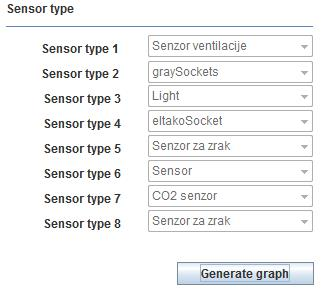 Sensor type
Sensor type 1 Senzor ventilacije
Sensor type 2 graySockets
Sensor type 3 Light
Sensor type 4 eltakoSocket
Sensor type 5 Senzor za zrak
Sensor type 6 Sensor
Sensor type 7 CO2 senzor
Sensor type 8 Senzor za zrak
Generate graph